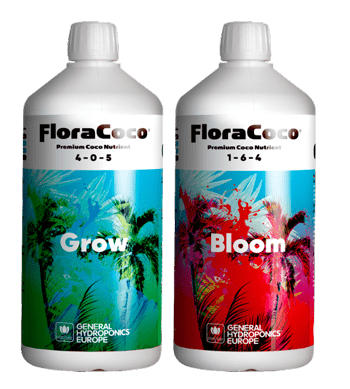 FloraCoco®
Premium Coco Nutrient
4-0-5
Grow
GENERAL
HYDROPONICS
EUROPE
FloraCoco®
Premium Coco Nutrient
1-6-4
Bloom
GENERAL
HYDROPONICS
EUROPE